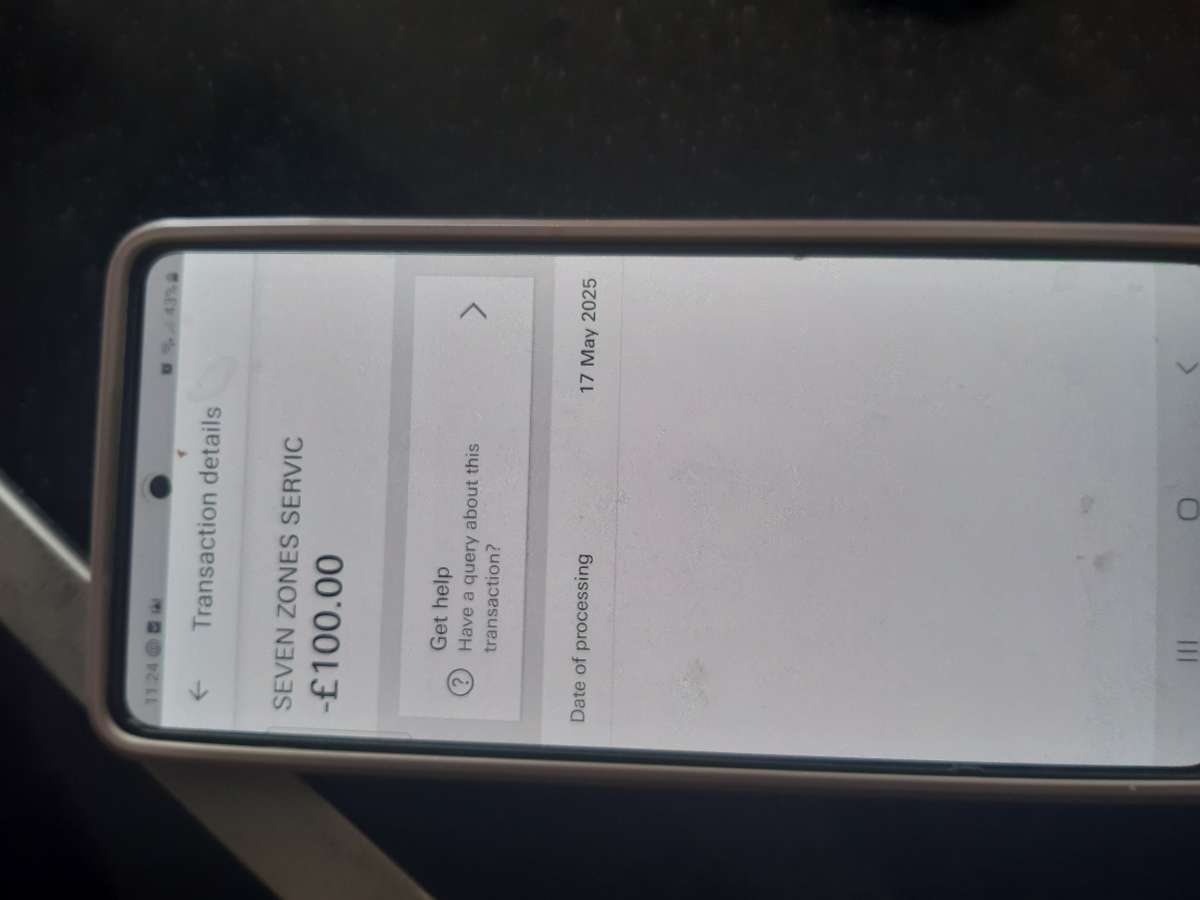 11:24
43%
Transaction details
SEVEN ZONES SERVIC
-£100.00
Get help
Have a query about this
transaction?
Date of processing 17 May 2025